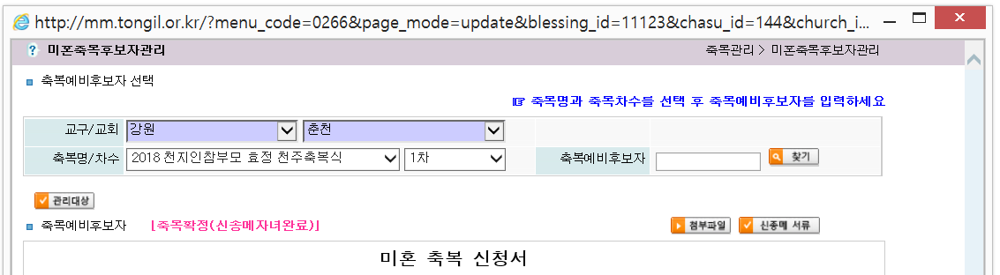 http://mm.tongil.or.kr/?menu_code=0266&page_mode=update&blessing_id=11123&chasu_id=144&church_i...
? 미혼축복후보자관리 축복관리 > 미혼축복후보자관리
축복예비후보자 선택
☞ 축복명과 축복차수를 선택 후 축복예비후보자를 입력하세요
교구/교회 강원 춘천
축복명/차수 2018 천지인참부모 효정 천주축복식 1차 축복예비후보자 찾기
관리대상
축복예비후보자 [축복확정(신종메자녀완료)] 첨부파일 신종메 서류
미혼 축복 신청서